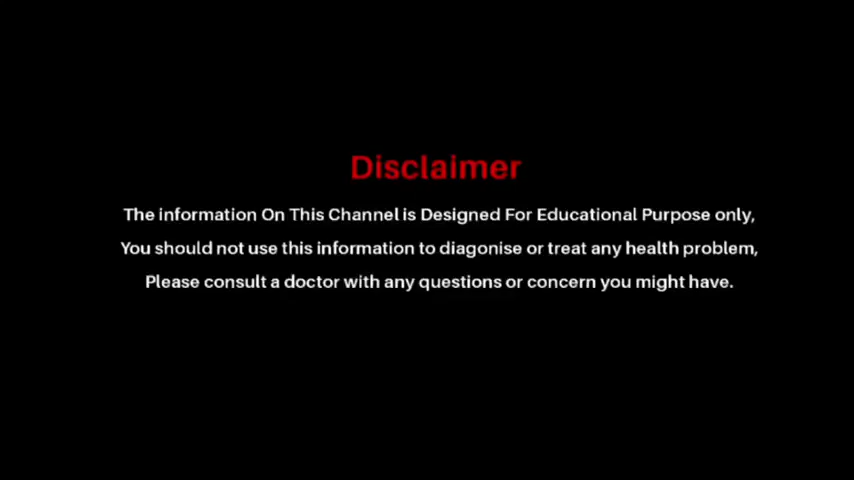 Disclaimer
The information On This Channel is Designed For Educational Purpose only,
You should not use this information to diagonise or treat any health problem,
Please consult a doctor with any questions or concern you might have.